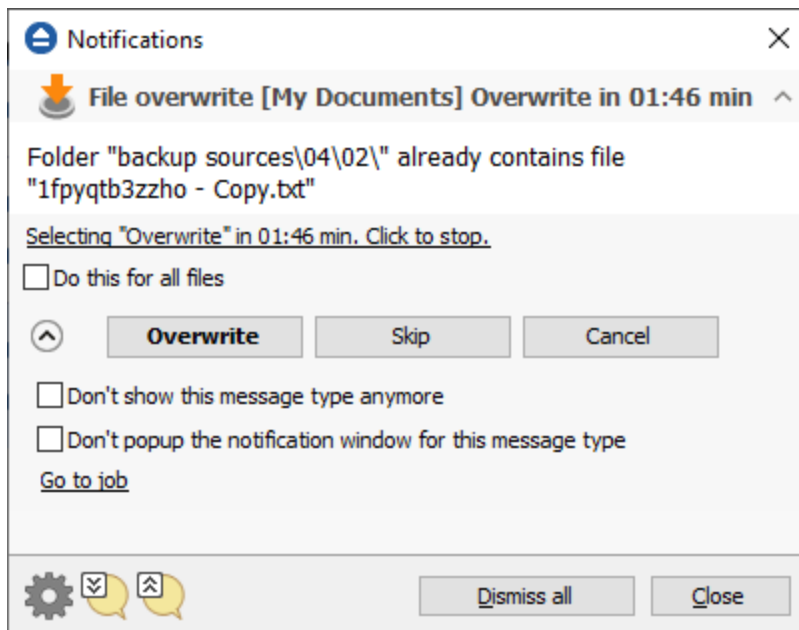 Notifications
File overwrite [My Documents] Overwrite in 01:46 min
Folder "backup sources\04\02\" already contains file
"1fpyqtb3zzho - Copy.txt"
Selecting "Overwrite" in 01:46 min. Click to stop.
Do this for all files
Overwrite Skip Cancel
Don't show this message type anymore
Don't popup the notification window for this message type
Go to job
Dismiss all Close